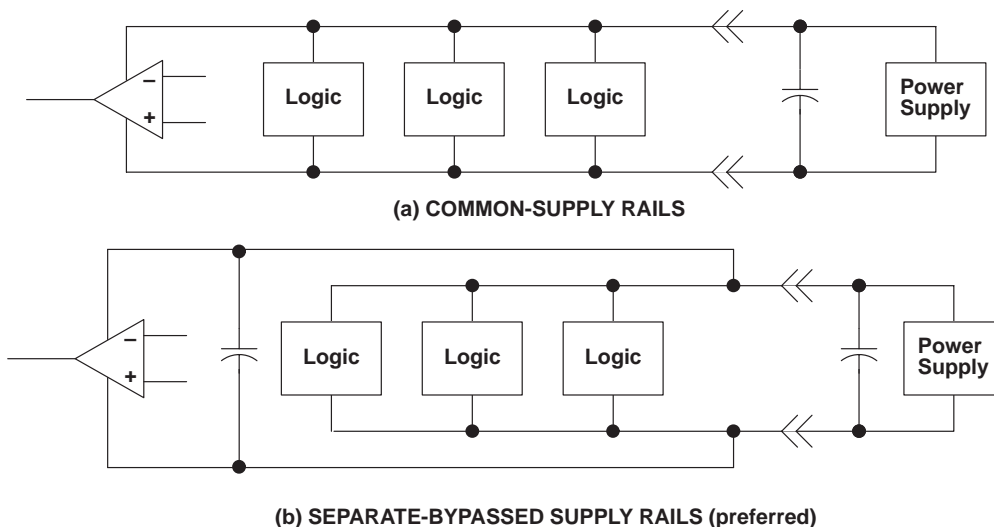 −
+
Logic
Logic
Logic
Power
Supply
(a) COMMON-SUPPLY RAILS
−
+
Logic
Logic
Logic
Power
Supply
(b) SEPARATE-BYPASSED SUPPLY RAILS (preferred)